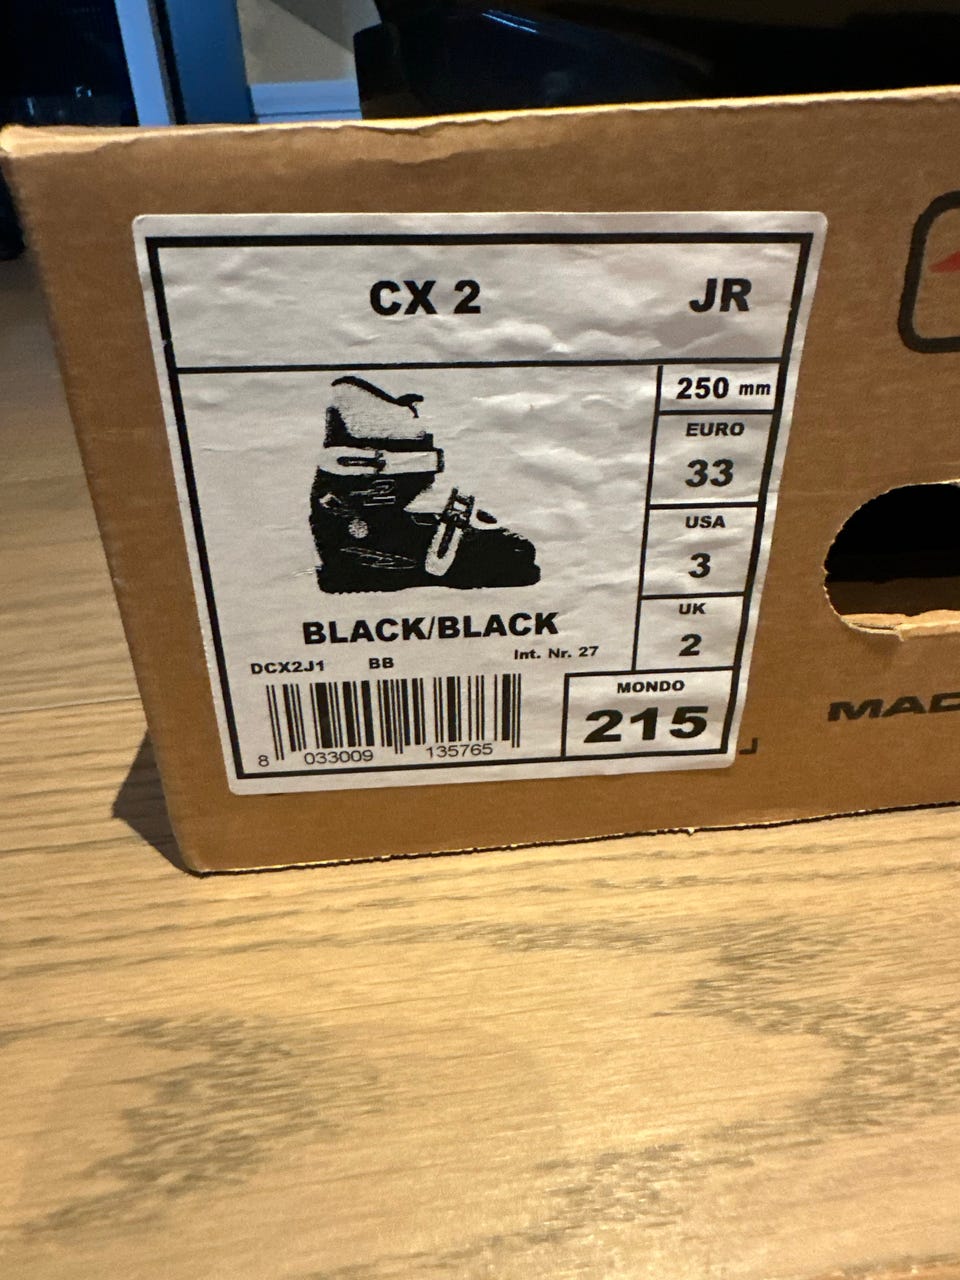 CX 2 JR
250 mm
EURO
33
USA
3
UK
2
BLACK/BLACK
DCX2J1 BB Int. Nr. 27
8 033009 135765
MONDO
215
MAD